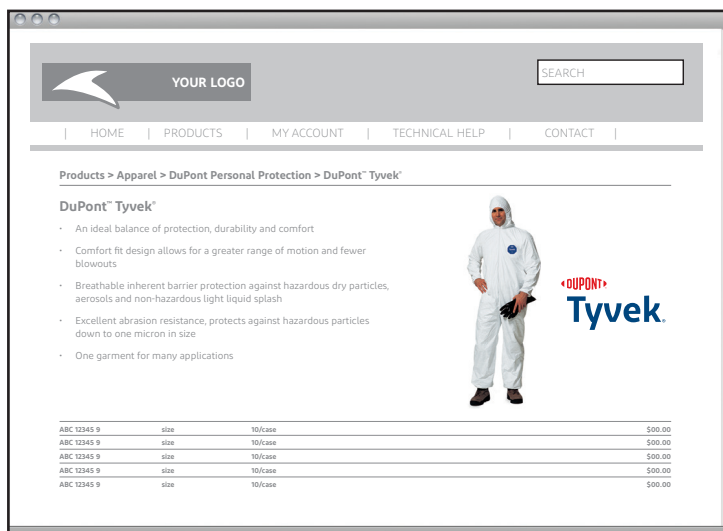 YOUR LOGO
SEARCH
| HOME | PRODUCTS | MY ACCOUNT | TECHNICAL HELP | CONTACT |
Products > Apparel > DuPont Personal Protection > DuPont™ Tyvek®
DuPont™ Tyvek®
• An ideal balance of protection, durability and comfort
• Comfort fit design allows for a greater range of motion and fewer
blowouts
• Breathable inherent barrier protection against hazardous dry particles,
aerosols and non-hazardous light liquid splash
• Excellent abrasion resistance, protects against hazardous particles
down to one micron in size
• One garment for many applications
DUPONT
Tyvek®
ABC 12345 9 size 10/case $00.00
ABC 12345 9 size 10/case $00.00
ABC 12345 9 size 10/case $00.00
ABC 12345 9 size 10/case $00.00
ABC 12345 9 size 10/case $00.00